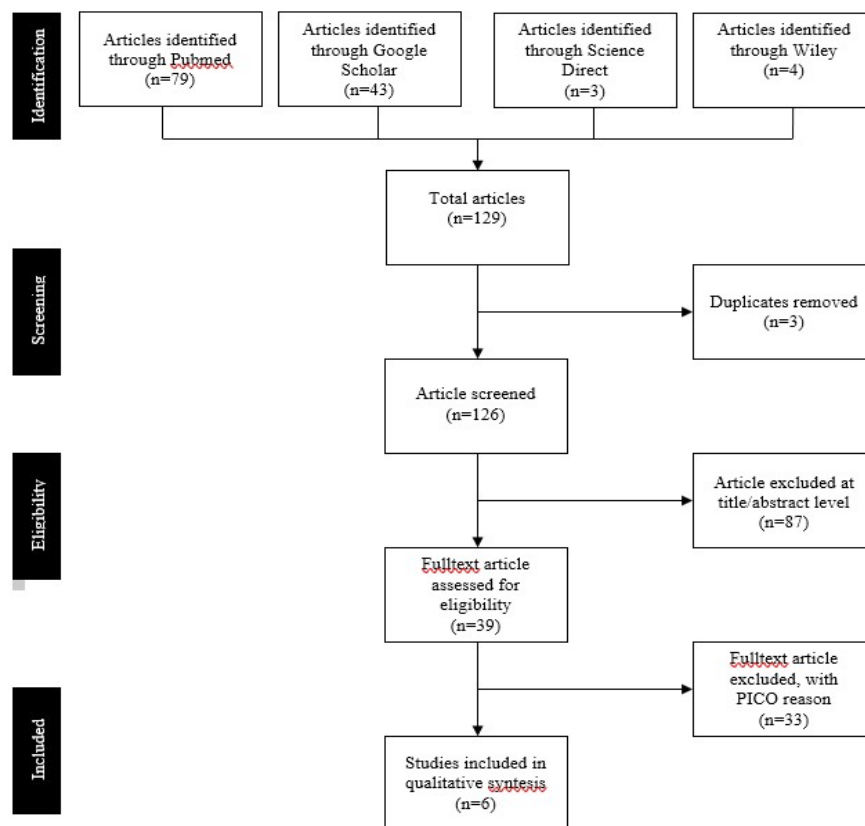 Identification
Articles identified
through Pubmed
(n=79)
Articles identified
through Google
Scholar
(n=43)
Articles identified
through Science
Direct
(n=3)
Articles identified
through Wiley
(n=4)
Total articles
(n=129)
Screening
Duplicates removed
(n=3)
Article screened
(n=126)
Eligibility
Article excluded at
title/abstract level
(n=87)
Fulltext article
assessed for
eligibility
(n=39)
Fulltext article
excluded, with
PICO reason
(n=33)
Included
Studies included in
qualitative syntesis
(n=6)